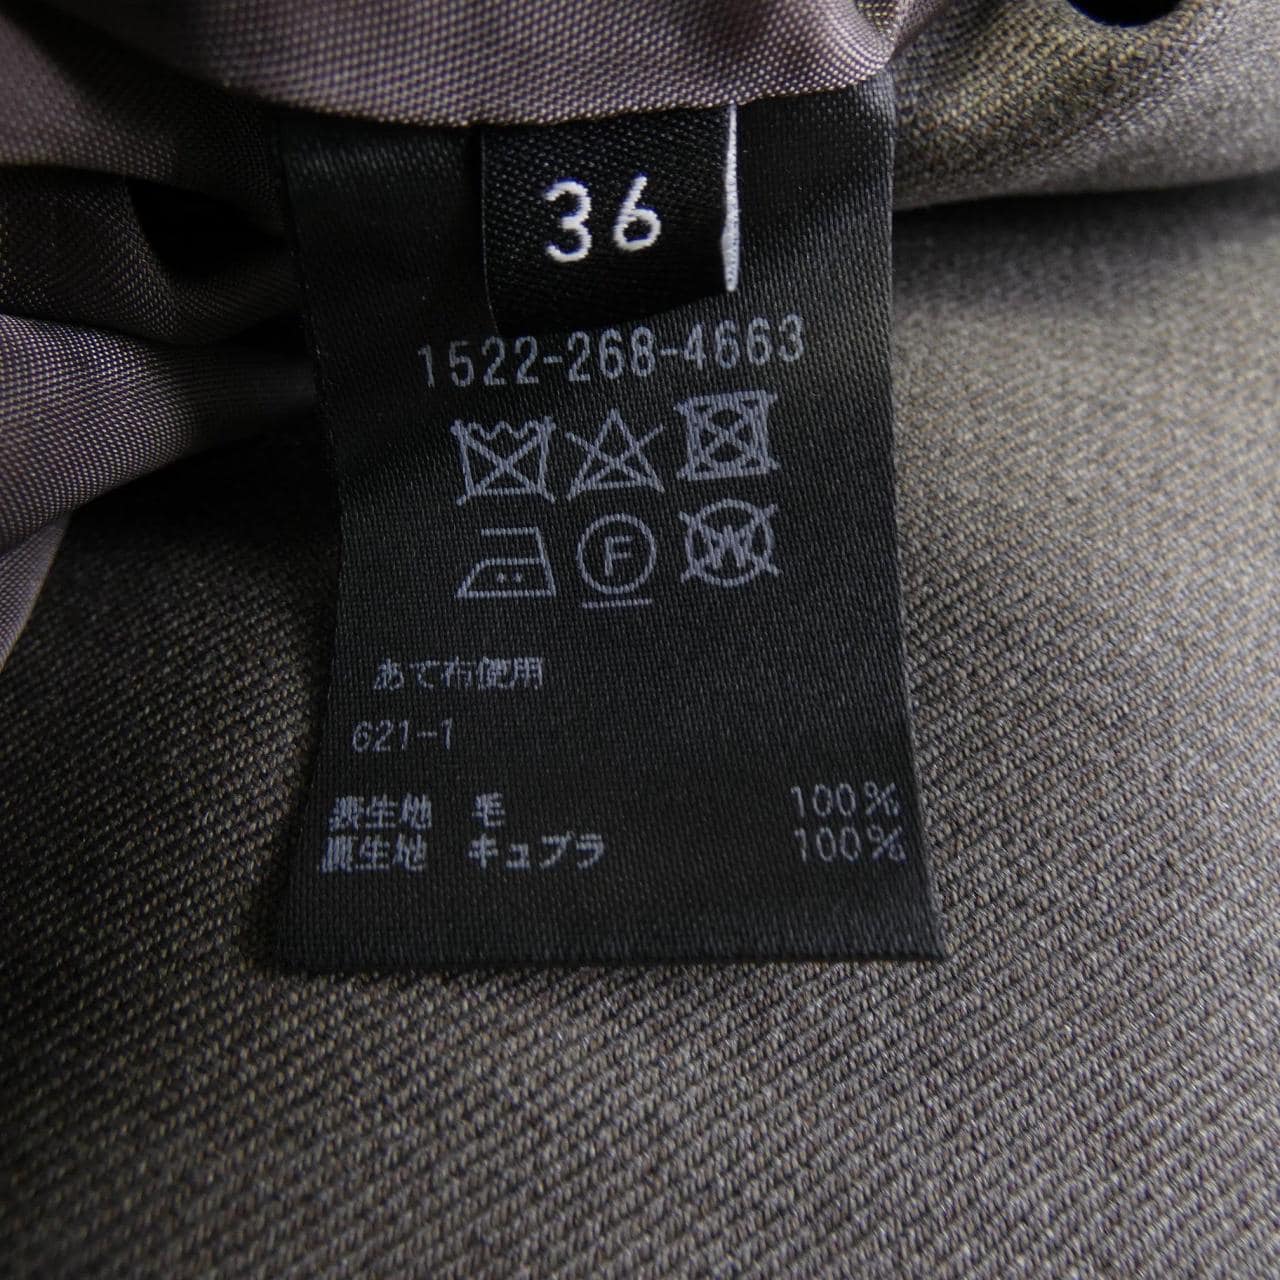 36
1522-268-4663
F
W
あて布使用
621-1
表生地 毛 100%
裏生地 キュプラ 100%